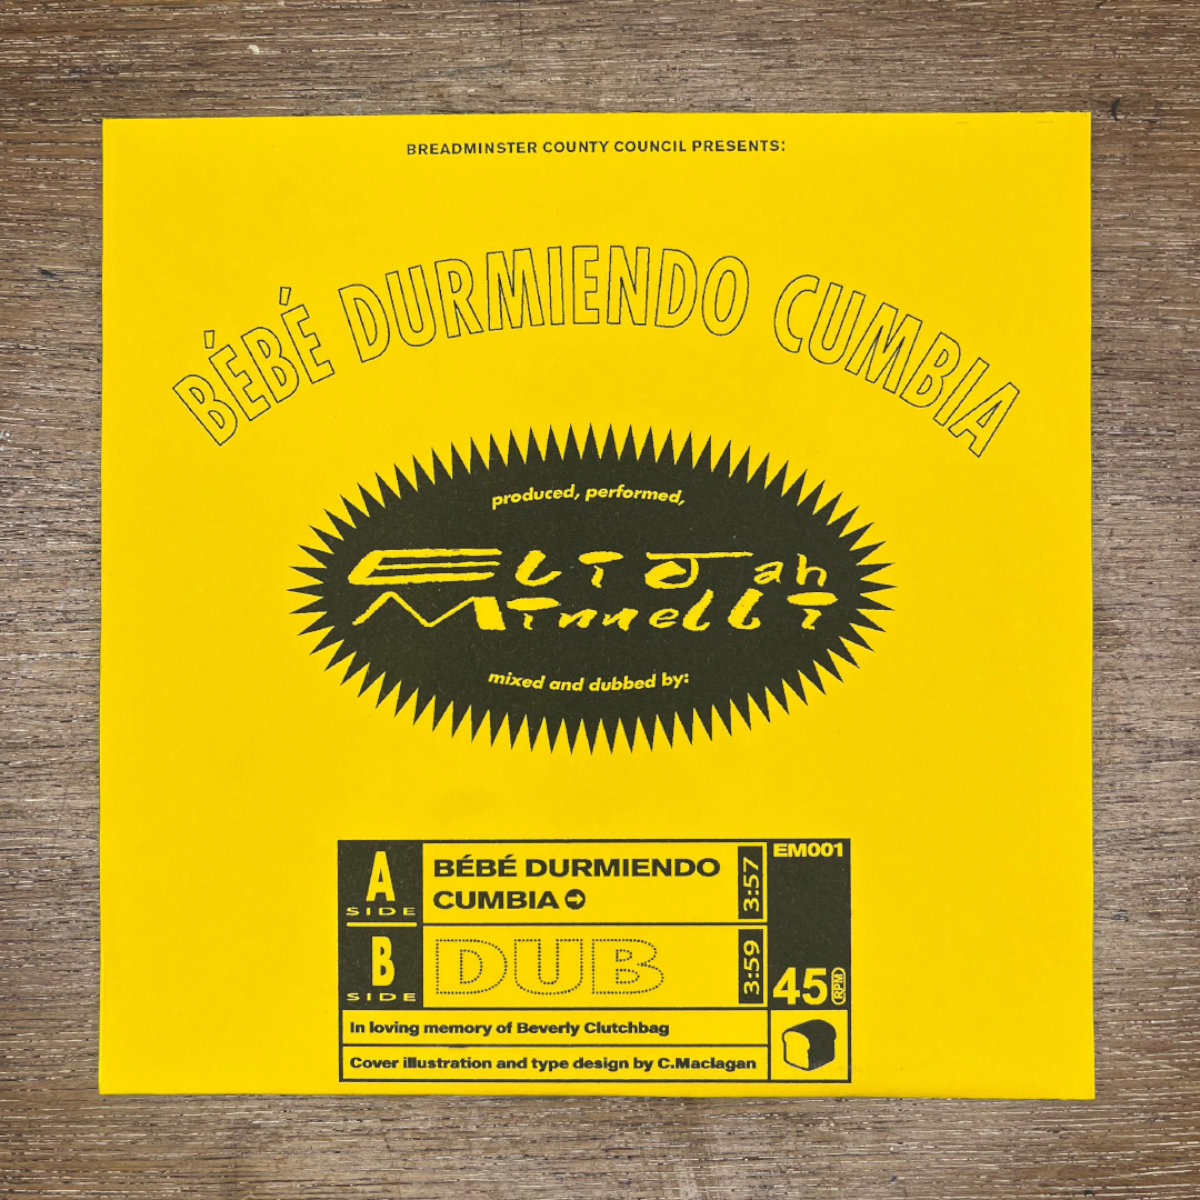 BREADMINSTER COUNTY COUNCIL PRESENTS:
BÉBÉ DURMIENDO CUMBIA
produced, performed,
ELIJah
Minnelli
mixed and dubbed by:
A
SIDE
BÉBÉ DURMIENDO
CUMBIA
3:57
EM001
B
SIDE
DUB
3:59
45 RPM
In loving memory of Beverly Clutchbag
Cover illustration and type design by C.Maclagan